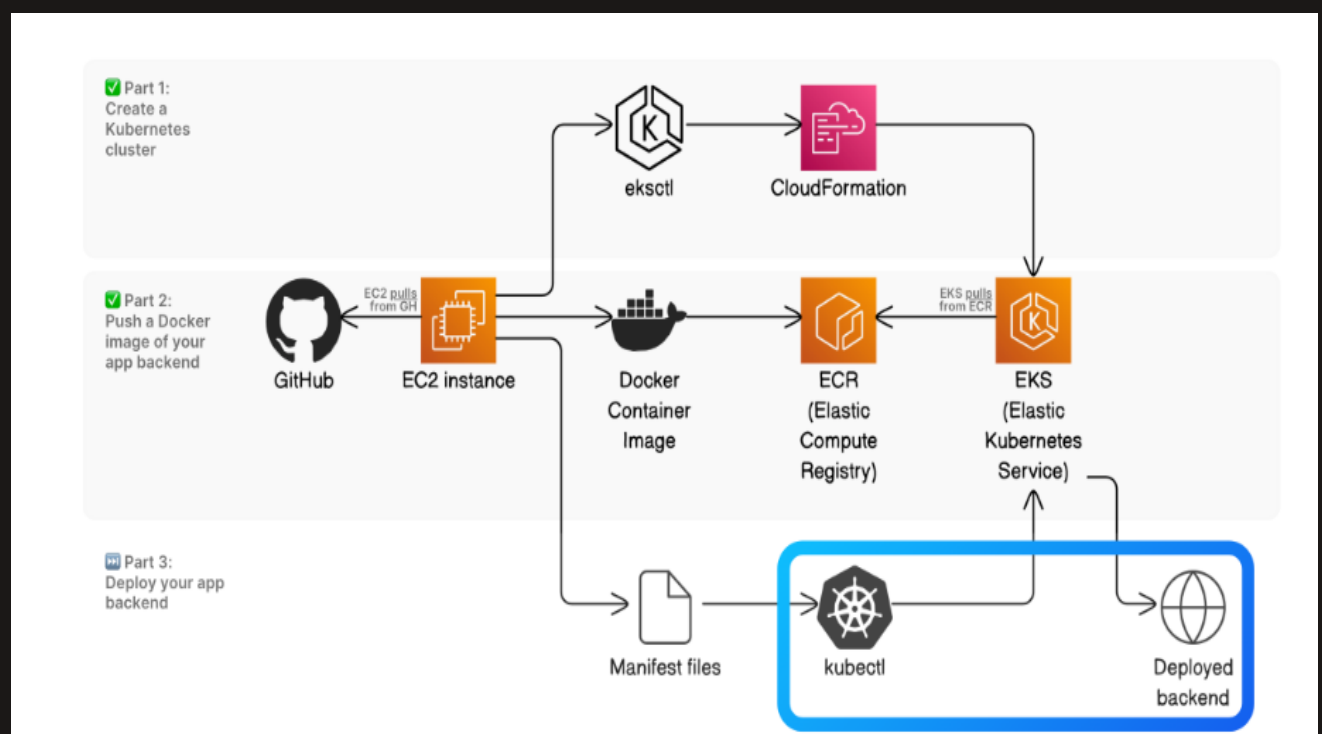 ✅ Part 1:
Create a
Kubernetes
cluster
eksctl
CloudFormation
✅ Part 2:
Push a Docker
image of your
app backend
EC2 pulls
from GH
EKS pulls
from ECR
GitHub
EC2 instance
Docker
Container
Image
ECR
(Elastic
Compute
Registry)
EKS
(Elastic
Kubernetes
Service)
⏭️ Part 3:
Deploy your app
backend
Manifest files
kubectl
Deployed
backend